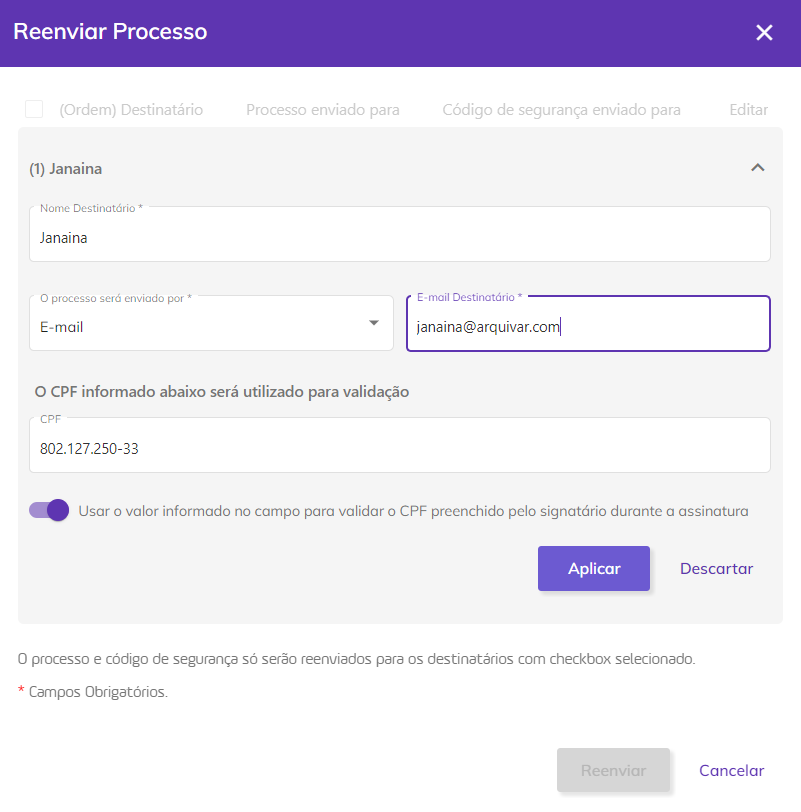 Reenviar Processo
(Ordem) Destinatário Processo enviado para Código de segurança enviado para Editar
(1) Janaina
Nome Destinatário *
Janaina
O processo será enviado por * E-mail Destinatário *
E-mail janaina@arquivar.com
O CPF informado abaixo será utilizado para validação
CPF
802.127.250-33
Usar o valor informado no campo para validar o CPF preenchido pelo signatário durante a assinatura
Aplicar Descartar
O processo e código de segurança só serão reenviados para os destinatários com checkbox selecionado.
* Campos Obrigatórios.
Reenviar Cancelar